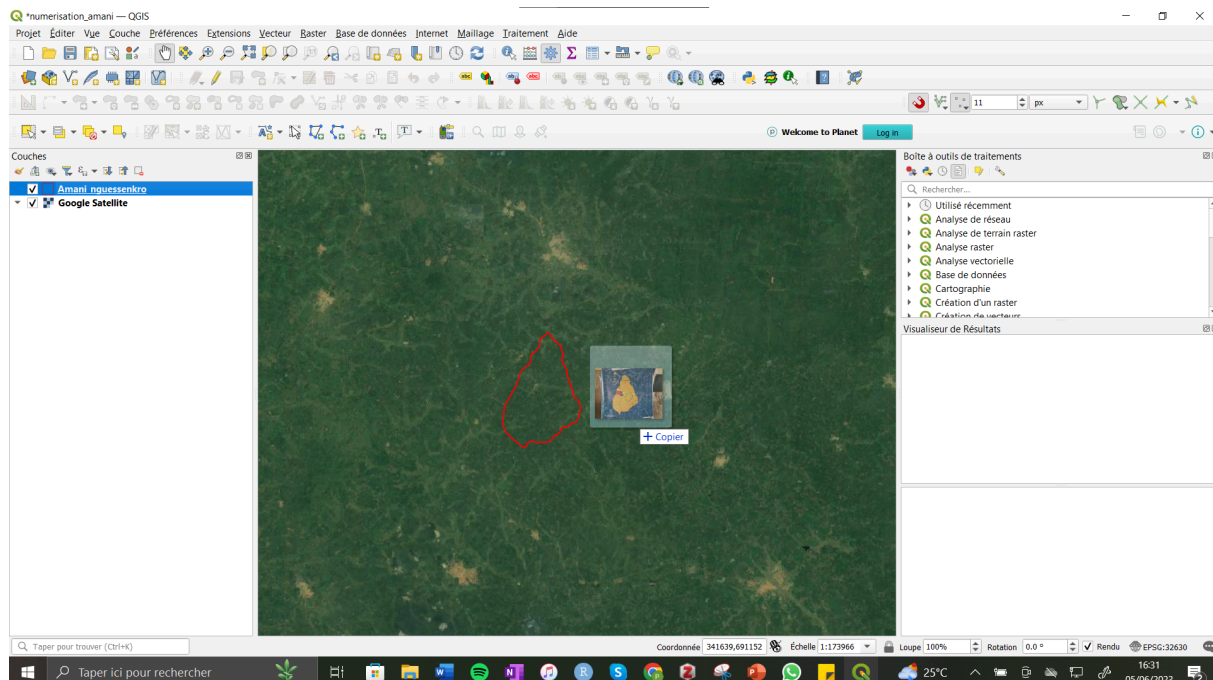 *numerisation_amani — QGIS
Projet Éditer Vue Couche Préférences Extensions Vecteur Raster Base de données Internet Maillage Traitement Aide
11 px
Welcome to Planet Log in
Couches
Amani_nguessenkro
Google Satellite
Boîte à outils de traitements
Rechercher...
Utilisé récemment
Analyse de réseau
Analyse de terrain raster
Analyse raster
Analyse vectorielle
Base de données
Cartographie
Création d'un raster
Création de vecteurs
Visualiseur de Résultats
Copier
Taper pour trouver (Ctrl+K)
Coordonnée 341639,691152 Échelle 1:173966 Loupe 100% Rotation 0.0 ° Rendu EPSG:32630
Taper ici pour rechercher
25°C
16:31
05/06/2023